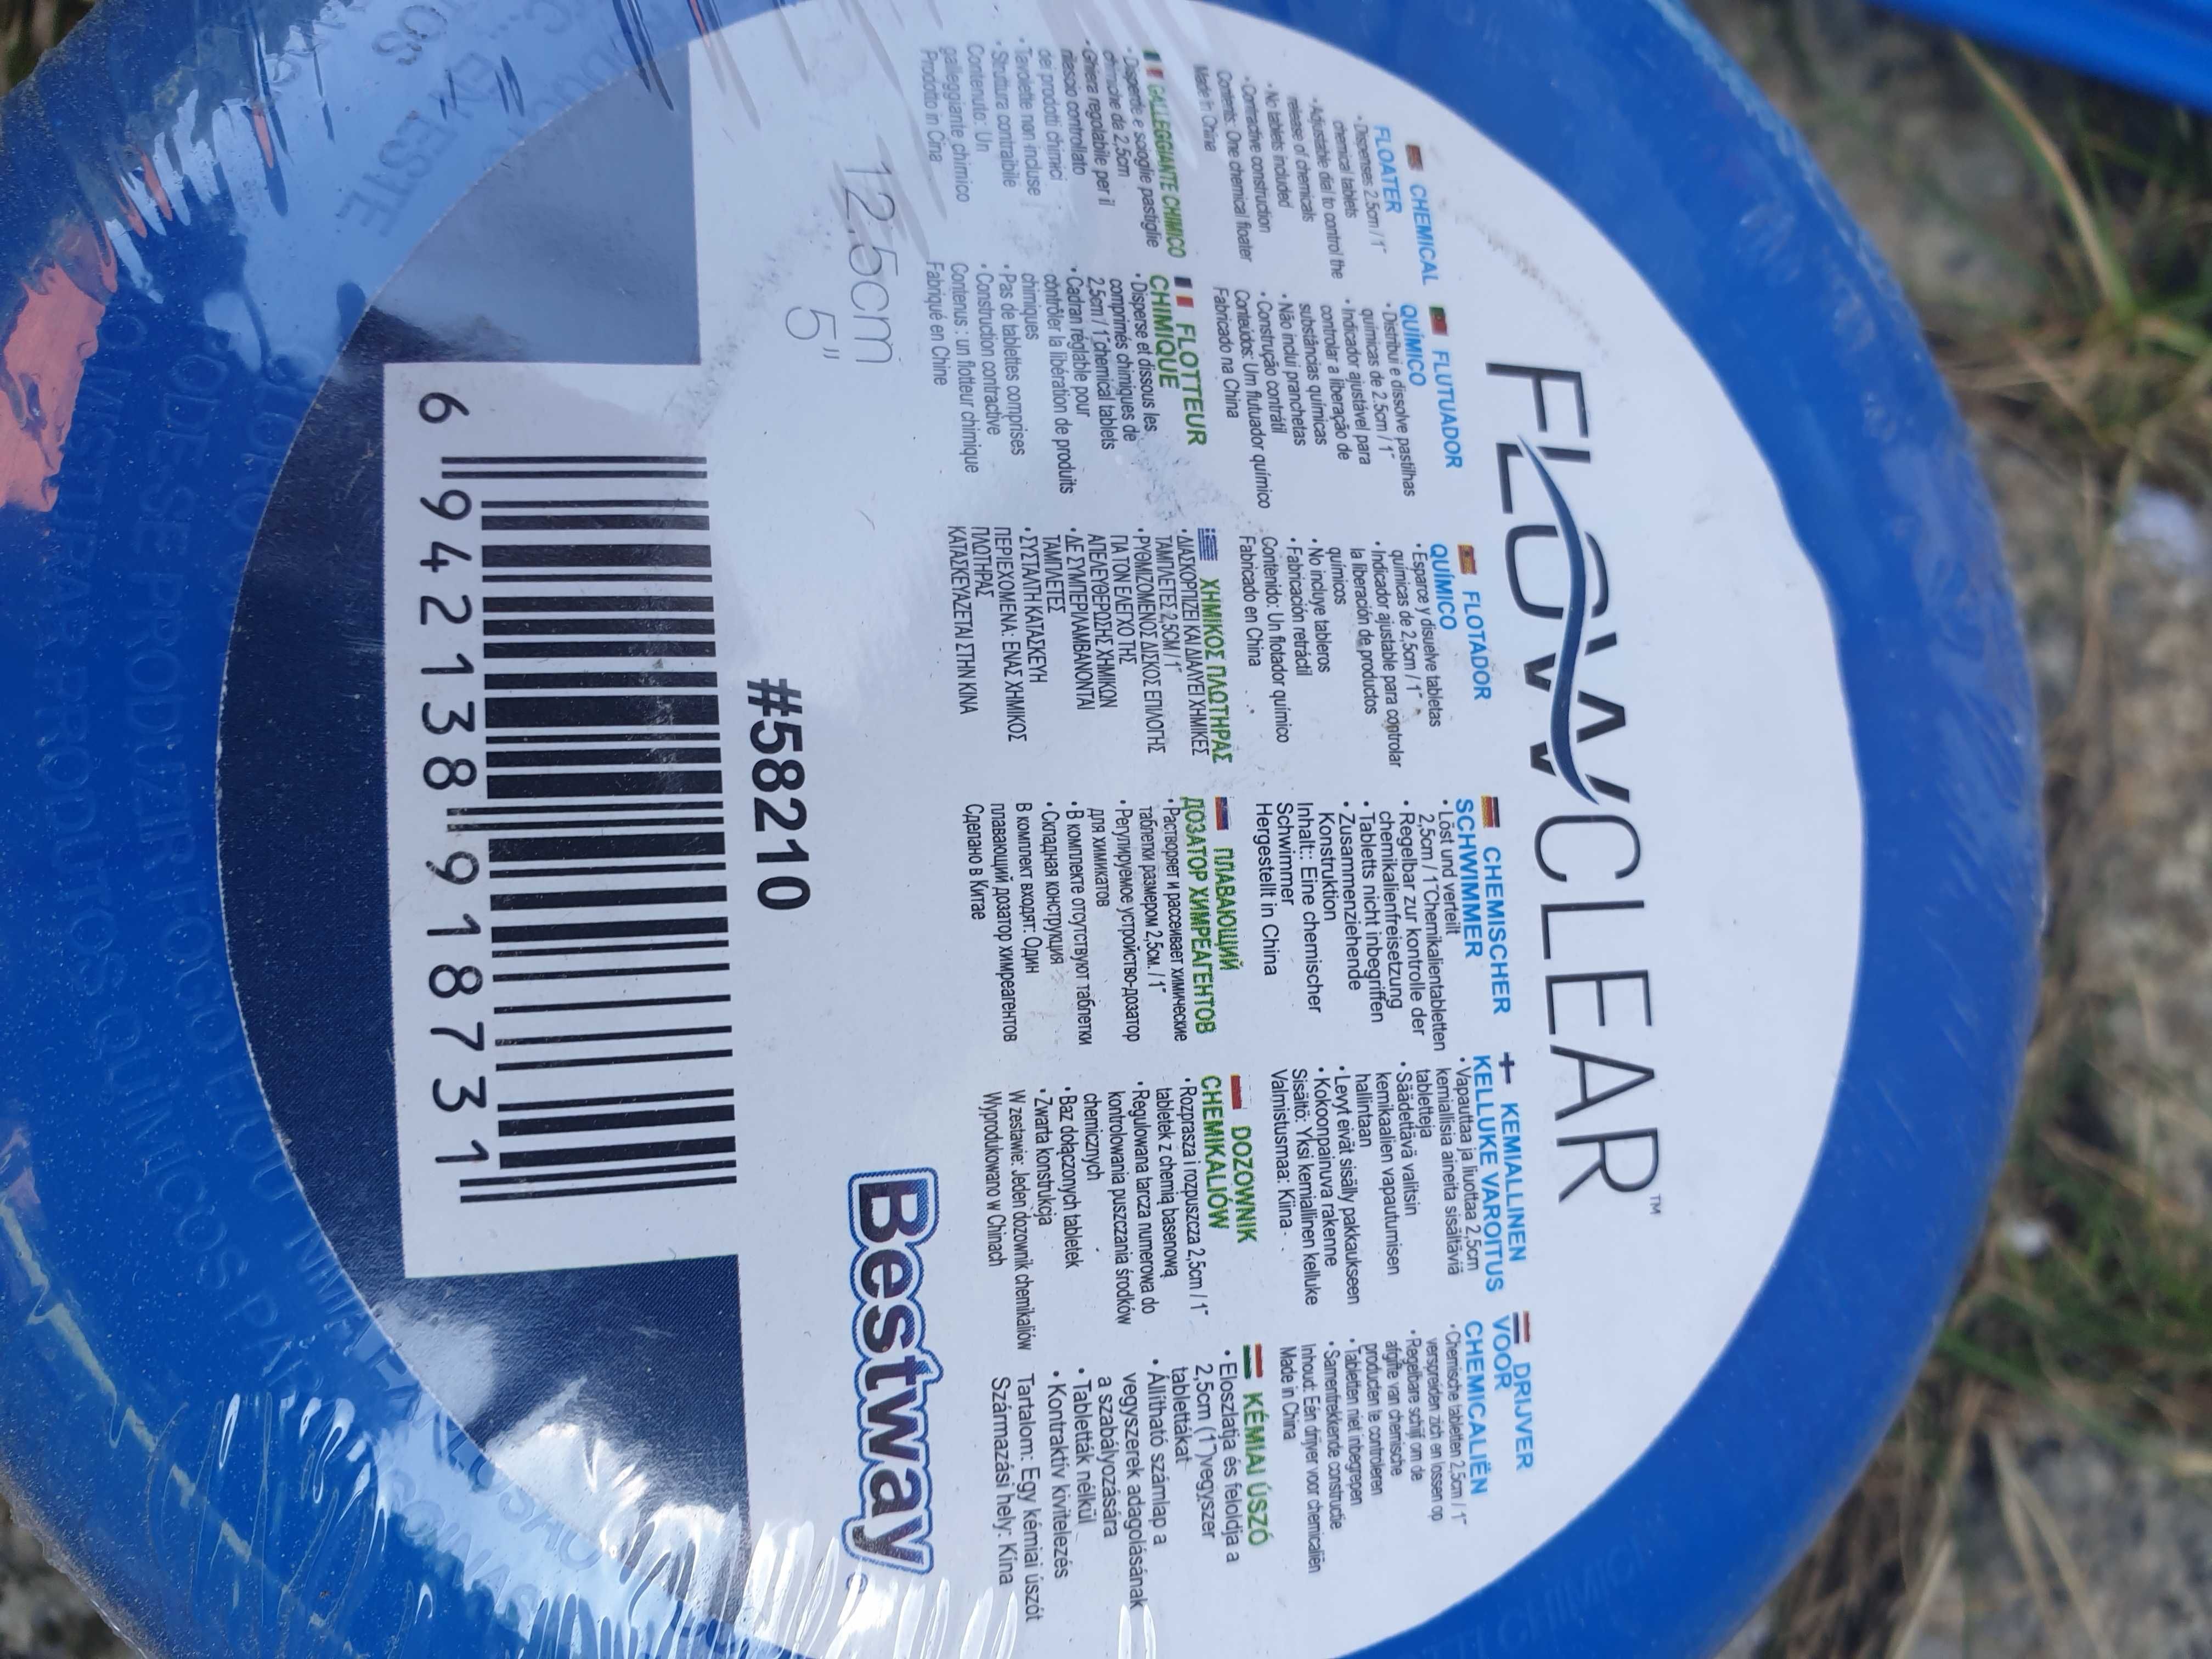 FLOWCLEAR™
CHEMICAL
FLOATER
• Dispenses 2.5cm / 1"
chemical tablets
• Adjustable dial to control the
release of chemicals
• No tablets included
• Contractive construction
Contents: One chemical floater
Made in China
FLUTUADOR
QUÍMICO
• Distribui e dissolve pastilhas
químicas de 2.5cm / 1"
• Indicador ajustável para
controlar a liberação de
substâncias químicas
• Não inclui pranchetas
• Construção contrátil
Conteúdos: Um flutuador químico
Fabricado na China
FLOTADOR
QUÍMICO
• Esparce y disuelve tabletas
químicas de 2,5cm / 1"
• Indicador ajustable para controlar
la liberación de productos
químicos
• No incluye tableros
• Fabricación retráctil
Contenido: Un flotador químico
Fabricado en China
CHEMISCHER
SCHWIMMER
• Löst und verteilt
2,5cm / 1"Chemikalientabletten
• Regelbar zur kontrolle der
chemikalienfreisetzung
• Tabletts nicht inbegriffen
• Zusammenziehende
Konstruktion
Inhalt:: Eine chemischer
Schwimmer
Hergestellt in China
KEMIALLINEN
KELLUKE VAROITUS
• Vapauttaa ja liuottaa 2,5cm
kemiallisia aineita sisältäviä
tabletteja
• Säädettävä valitsin
kemikaalien vapautumisen
hallintaan
• Levyt eivät sisälly pakkaukseen
• Kokoonpainuva rakenne
Sisältö: Yksi kemiallinen kelluke
Valmistusmaa: Kiina
DRIJVER
VOOR
CHEMICALIËN
• Chemische tabletten 2,5cm / 1"
verspreiden zich en lossen op
• Regelbare schijf om de
afgifte van chemische
producten te controleren
• Tabletten niet inbegrepen
• Samentrekkende constructie
Inhoud: Eén drijver voor chemicaliën
Made in China
GALLEGGIANTE CHIMICO
• Disperde e scioglie pastiglie
chimiche da 2,5cm
• Ghiera regolabile per il
rilascio controllato
dei prodotti chimici
• Tavolette non incluse
• Struttura contraibile
Contenuto: Un
galleggiante chimico
Prodotto in Cina
FLOTTEUR
CHIMIQUE
• Disperse et dissous les
comprimés chimiques de
2.5cm / 1"chemical tablets
• Cadran réglable pour
contrôler la libération de produits
chimiques
• Pas de tablettes comprises
• Construction contractive
Contenus : un flotteur chimique
Fabriqué en Chine
ΧΗΜΙΚΟΣ ΠΛΩΤΗΡΑΣ
• ΔΙΑΣΚΟΡΠΙΖΕΙ ΚΑΙ ΔΙΑΛΥΕΙ ΧΗΜΙΚΕΣ
ΤΑΜΠΛΕΤΕΣ 2,5CM / 1"
• ΡΥΘΜΙΖΟΜΕΝΟΣ ΔΙΣΚΟΣ ΕΠΙΛΟΓΗΣ
ΓΙΑ ΤΟΝ ΕΛΕΓΧΟ ΤΗΣ
ΑΠΕΛΕΥΘΕΡΩΣΗΣ ΧΗΜΙΚΩΝ
• ΔΕ ΣΥΜΠΕΡΙΛΑΜΒΑΝΟΝΤΑΙ
ΤΑΜΠΛΕΤΕΣ
• ΣΥΣΤΑΛΤΗ ΚΑΤΑΣΚΕΥΗ
ΠΕΡΙΕΧΟΜΕΝΑ: ΕΝΑΣ ΧΗΜΙΚΟΣ
ΠΛΩΤΗΡΑΣ
ΚΑΤΑΣΚΕΥΑΖΕΤΑΙ ΣΤΗΝ ΚΙΝΑ
ПЛАВАЮЩИЙ
ДОЗАТОР ХИМРЕАГЕНТОВ
• Растворяет и рассеивает химические
таблетки размером 2,5см. / 1"
• Регулируемое устройство-дозатор
для химикатов
• В комплекте отсутствуют таблетки
• Складная конструкция
В комплект входят: Один
плавающий дозатор химреагентов
Сделано в Китае
DOZOWNIK
CHEMIKALIÓW
• Rozprasza i rozpuszcza 2,5cm / 1"
tabletek z chemią basenową
• Regulowana tarcza numerowa do
kontrolowania puszczania środków
chemicznych
• Baz dołączonych tabletek
• Zwarta konstrukcja
W zestawie: Jeden dozownik chemikaliów
Wyprodukowano w Chinach
KÉMIAI ÚSZÓ
• Eloszlatja és feloldja a
2,5cm (1")vegyszer
tablettákat
• Állítható számlap a
vegyszerek adagolásának
a szabályozására
• Tabletták nélkül
• Kontraktív kivitelezés
Tartalom: Egy kémiai úszót
Származási hely: Kína
12.5cm
5"
#58210
Bestway®
6 942138 918731
PODE-SE PRODUZIR FOGO
MISTURAR PRODUTOS QUÍMICOS